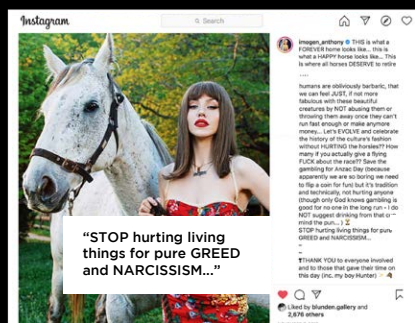 Instagram
Search
imogen_anthony THIS is what a
FOREVER home looks like... this is
what a HAPPY horse looks like... This
is where all horses DESERVE to retire
....
humans are obliviously barbaric, that
we can feel JUST, if not more
fabulous with these beautiful
creatures by NOT abusing them or
throwing them away once they can't
run fast enough or make anymore
money... Let's EVOLVE and celebrate
the history of the culture's fashion
without HURTING the horsies?? How
many if you actually give a flying
FUCK about the race?? Save the
gambling for Anzac Day (because
apparently we are so boring we need
to flip a coin for fun) but it's tradition
and technically, not hurting anyone
(though only God knows gambling is
good for no one in the long run - I do
NOT suggest drinking from that
mind the pun... )
STOP hurting living things for pure
GREED and NARCISSISM...
-
-
THANK YOU to everyone involved
and to those that gave their time on
this day (inc. my boy Hunter)
Liked by blunden.gallery and
2,676 others
"STOP hurting living
things for pure GREED
and NARCISSISM..."